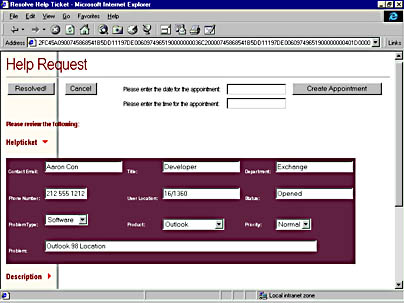 Resolve Help Ticket - Microsoft Internet Explorer
File Edit View Go Favorites Help
Address
Links
Help Request
Resolved! Cancel Please enter the date for the appointment: Create Appointment
Please enter the time for the appointment:
Please review the following:
Helpticket
Contact Email: Aaron Con Title: Developer Department: Exchange
Phone Number: 212 555 1212 User Location: 16/1360 Status: Opened
ProblemType: Software Product: Outlook Priority: Normal
Problem: Outlook 98 Location
Description
Local intranet zone